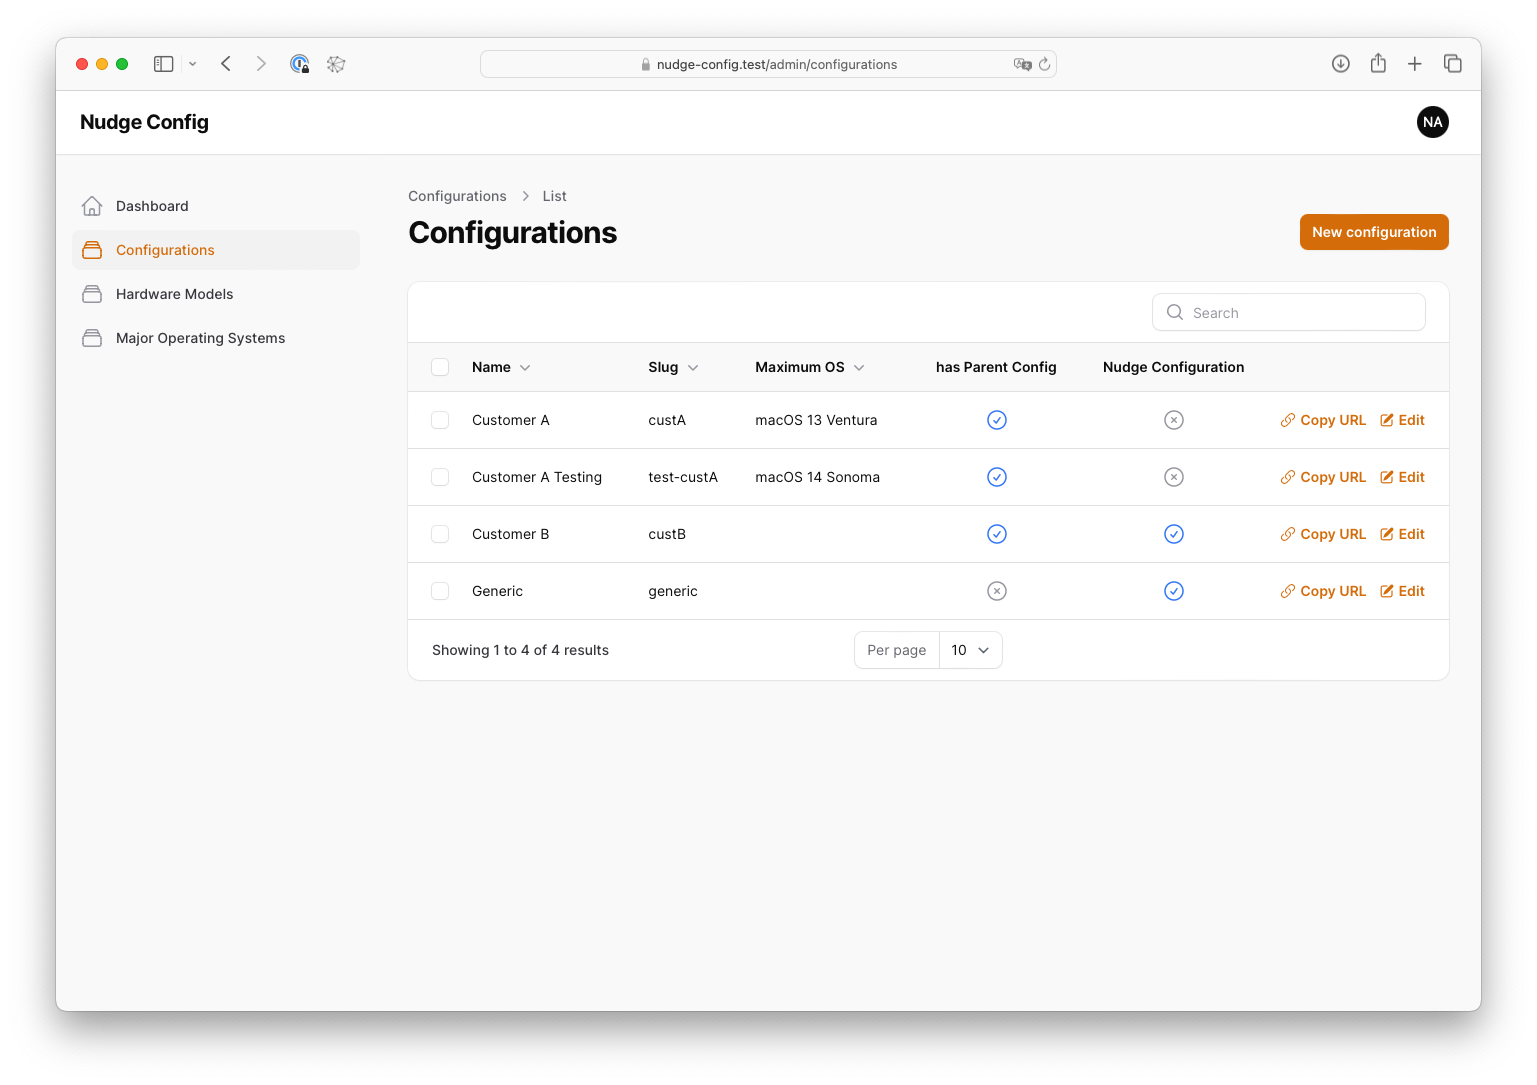 nudge-config.test/admin/configurations
Nudge Config
NA
Dashboard
Configurations
Hardware Models
Major Operating Systems
Configurations > List
Configurations
New configuration
Search
Name Slug Maximum OS has Parent Config Nudge Configuration
Customer A custA macOS 13 Ventura Copy URL Edit
Customer A Testing test-custA macOS 14 Sonoma Copy URL Edit
Customer B custB Copy URL Edit
Generic generic Copy URL Edit
Showing 1 to 4 of 4 results Per page 10